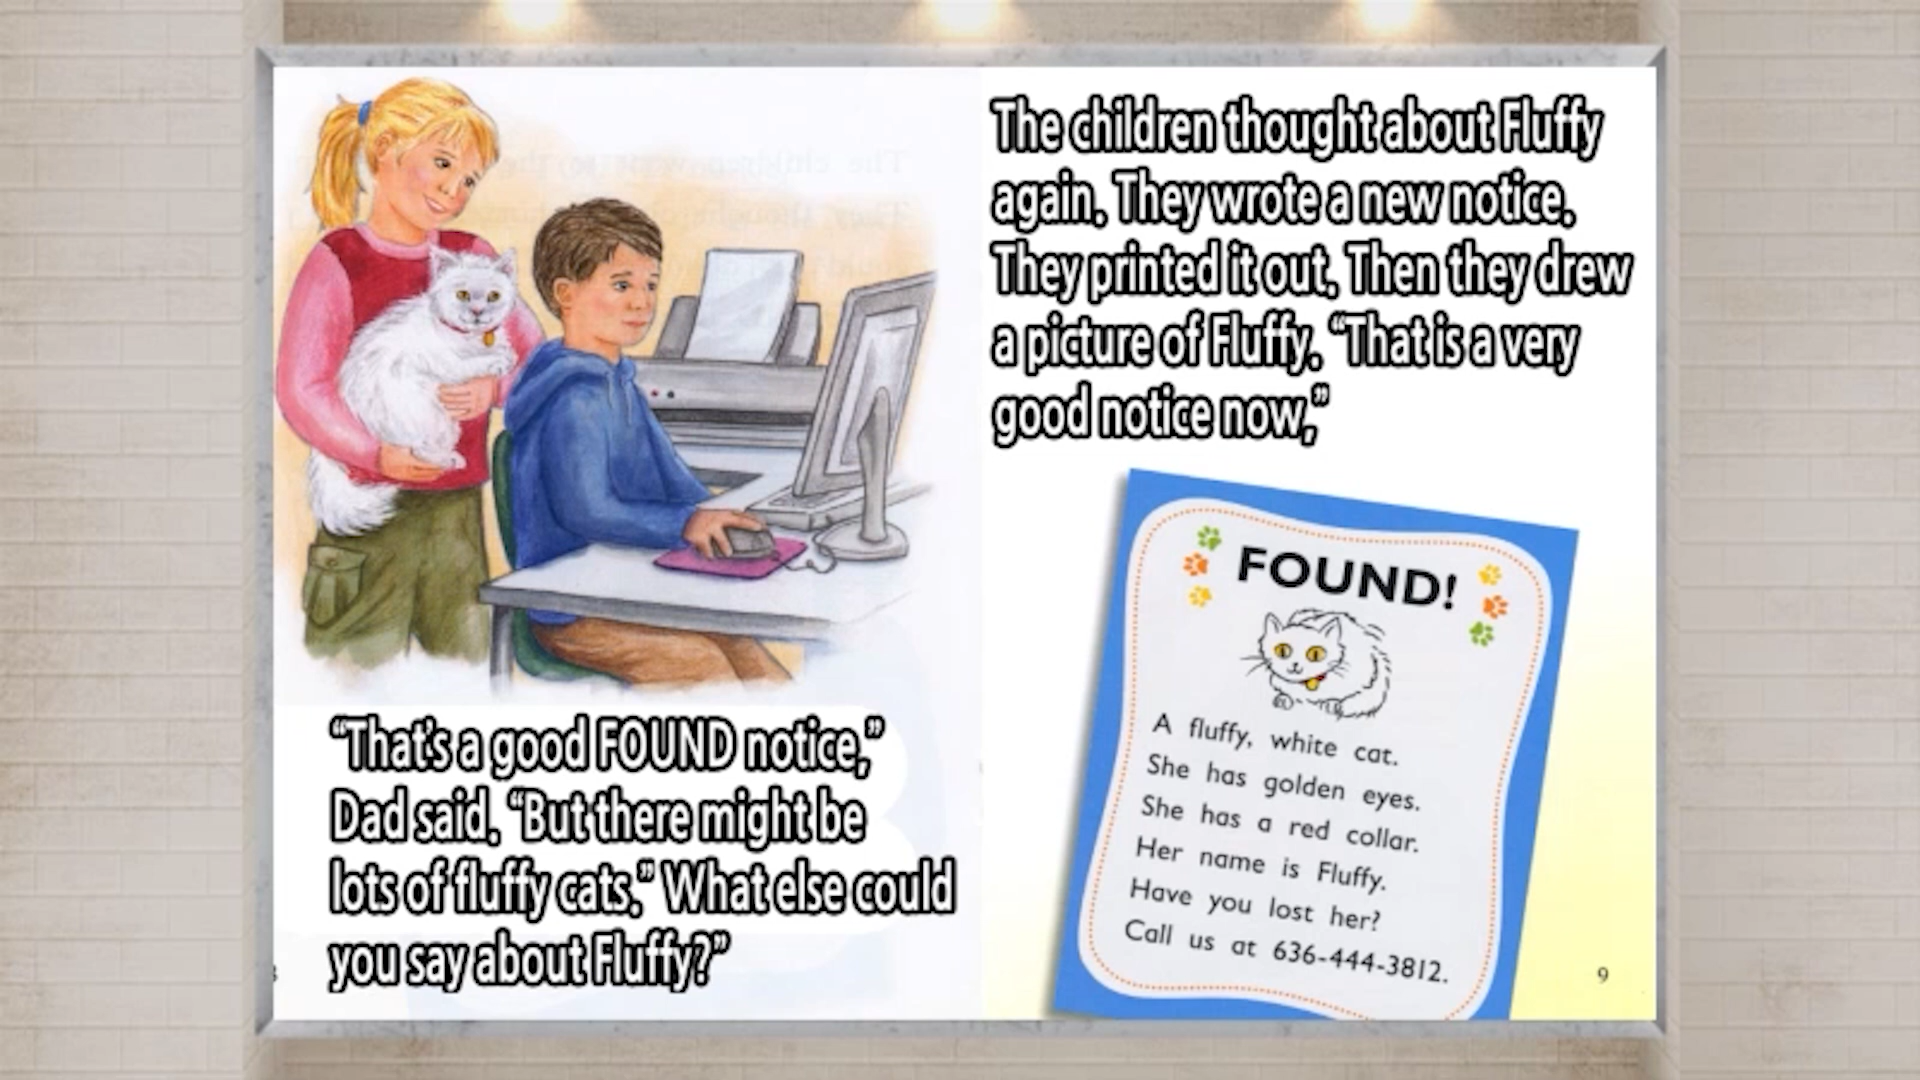 “That's a good FOUND notice,”
Dad said. “But there might be
lots of fluffy cats.” What else could
you say about Fluffy?”
The children thought about Fluffy
again. They wrote a new notice.
They printed it out. Then they drew
a picture of Fluffy. “That is a very
good notice now,”
FOUND!
A fluffy, white cat.
She has golden eyes.
She has a red collar.
Her name is Fluffy.
Have you lost her?
Call us at 636-444-3812.
9